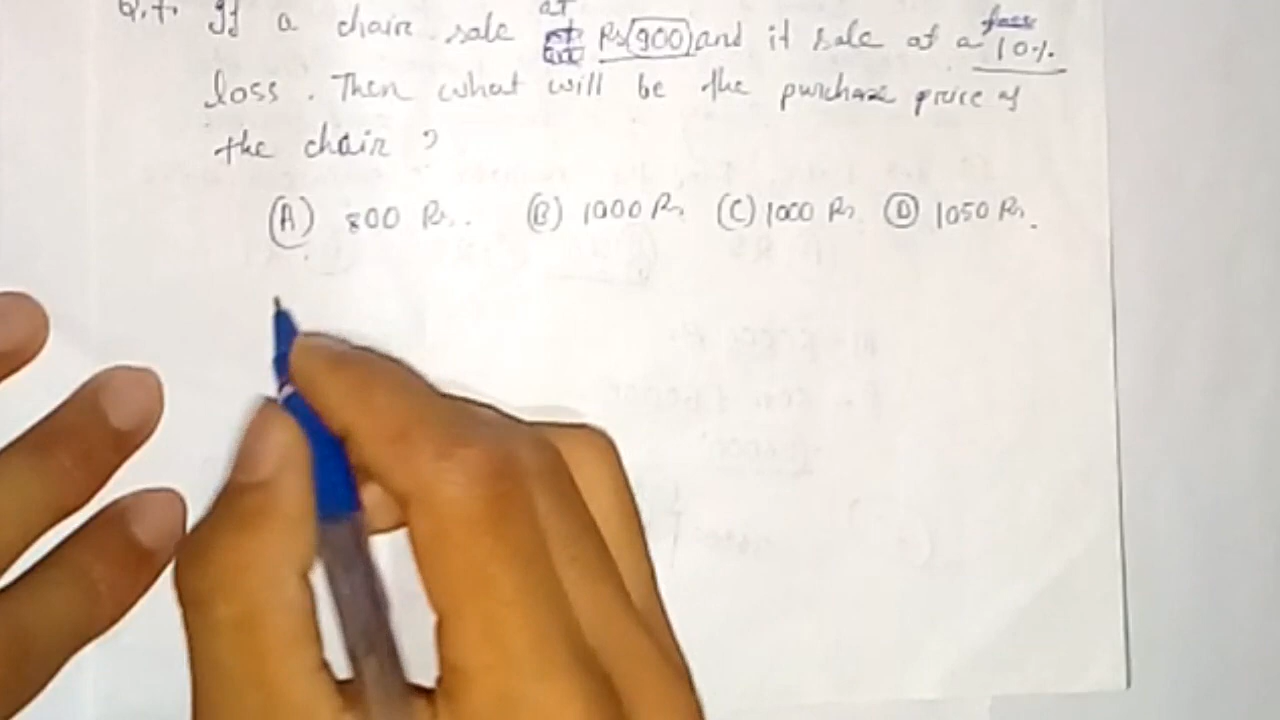 Q.7. If a chair sale at Rs 900 and it sale at a 10%
loss. Then what will be the purchase price of
the chair ?
(A) 800 Rs. (B) 1000 Rs (C) 1000 Rs (D) 1050 Rs.